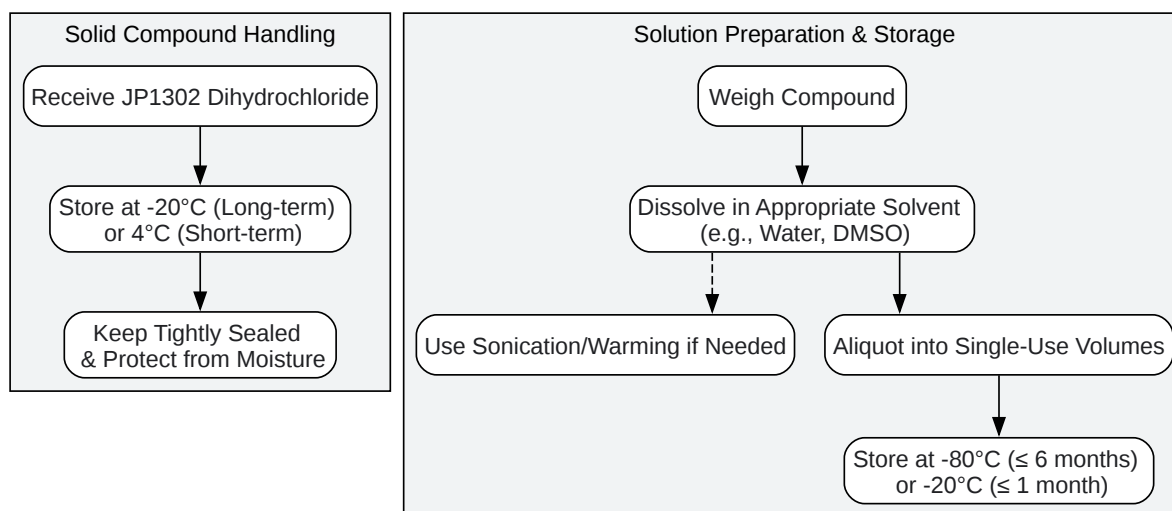 Solid Compound Handling
Receive JP1302 Dihydrochloride
Store at -20°C (Long-term)
or 4°C (Short-term)
Keep Tightly Sealed
& Protect from Moisture
Solution Preparation & Storage
Weigh Compound
Dissolve in Appropriate Solvent
(e.g., Water, DMSO)
Use Sonication/Warming if Needed
Aliquot into Single-Use Volumes
Store at -80°C (≤ 6 months)
or -20°C (≤ 1 month)